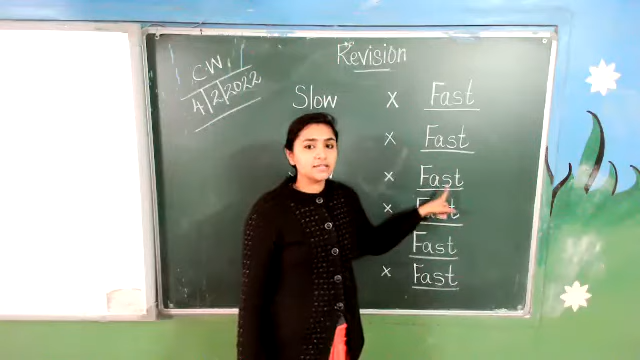 Revision
CW
4/2/2022
Slow x Fast
x Fast
x Fast
x Fast
Fast
x Fast